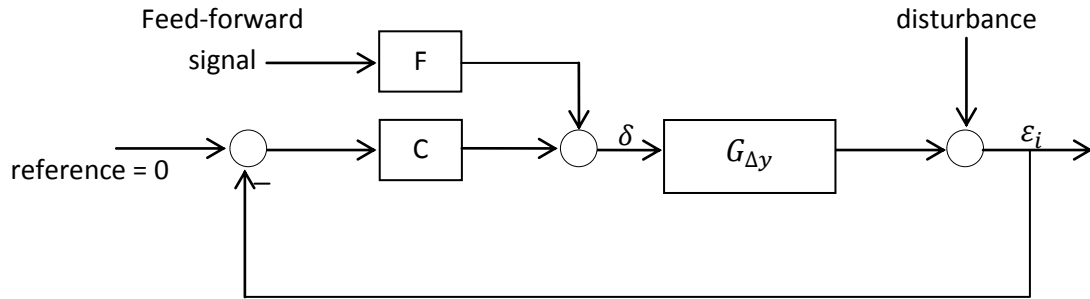 Feed-forward
signal
F
disturbance
reference = 0
−
C
δ
G_{Δy}
ε_i